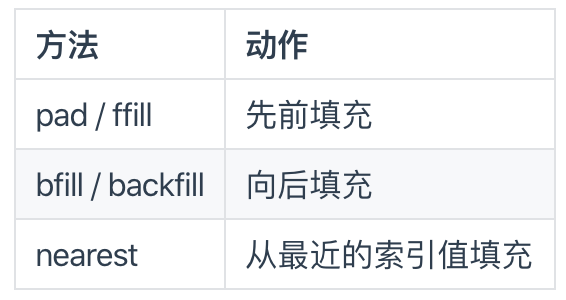 方法 动作
pad / ffill 先前填充
bfill / backfill 向后填充
nearest 从最近的索引值填充